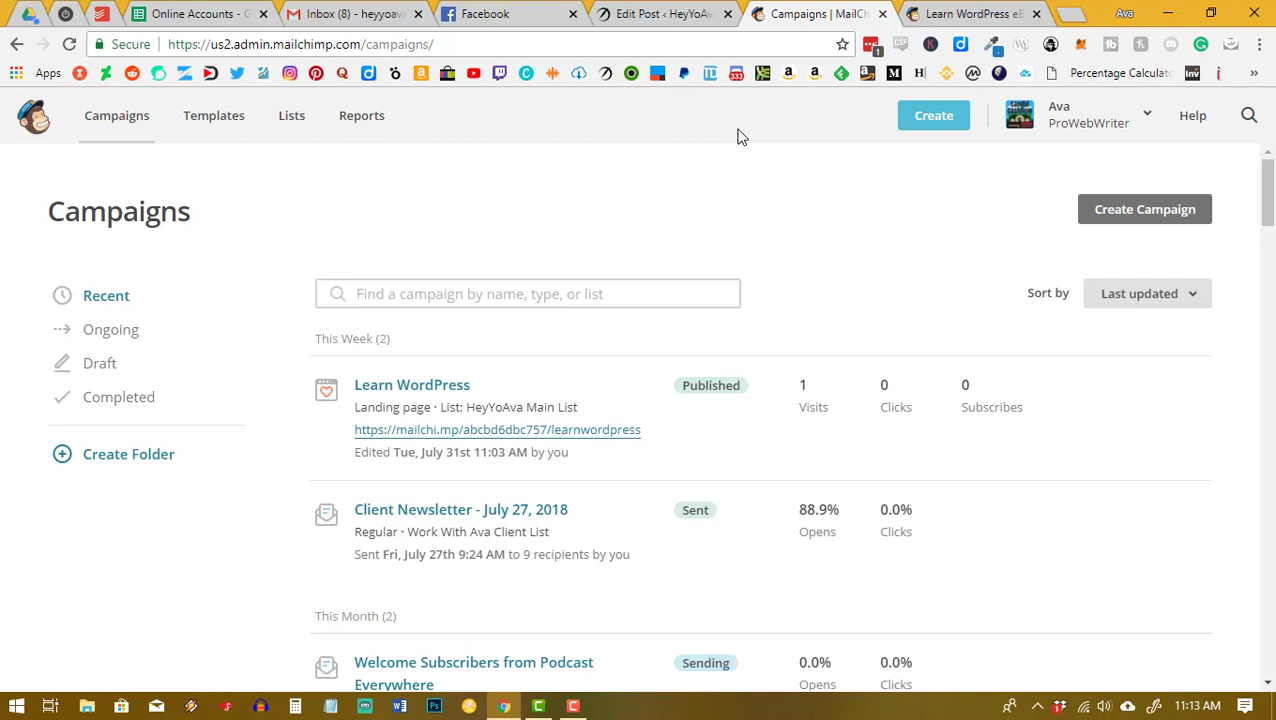 Online Accounts - G
Inbox (8) - heyyoav
Facebook
Edit Post ‹ HeyYoAv
Campaigns | MailCh
Learn WordPress eB
Ava
Secure
https://us2.admin.mailchimp.com/campaigns/
Apps
Percentage Calculat
Campaigns
Templates
Lists
Reports
Create
Ava
ProWebWriter
Help
Campaigns
Create Campaign
Recent
Ongoing
Draft
Completed
Create Folder
Find a campaign by name, type, or list
Sort by
Last updated
This Week (2)
Learn WordPress
Published
1
0
0
Landing page · List: HeyYoAva Main List
Visits
Clicks
Subscribes
https://mailchi.mp/abcbd6dbc757/learnwordpress
Edited Tue, July 31st 11:03 AM by you
Client Newsletter - July 27, 2018
Sent
88.9%
0.0%
Regular · Work With Ava Client List
Opens
Clicks
Sent Fri, July 27th 9:24 AM to 9 recipients by you
This Month (2)
Welcome Subscribers from Podcast
Everywhere
Sending
0.0%
0.0%
Opens
Clicks
11:13 AM